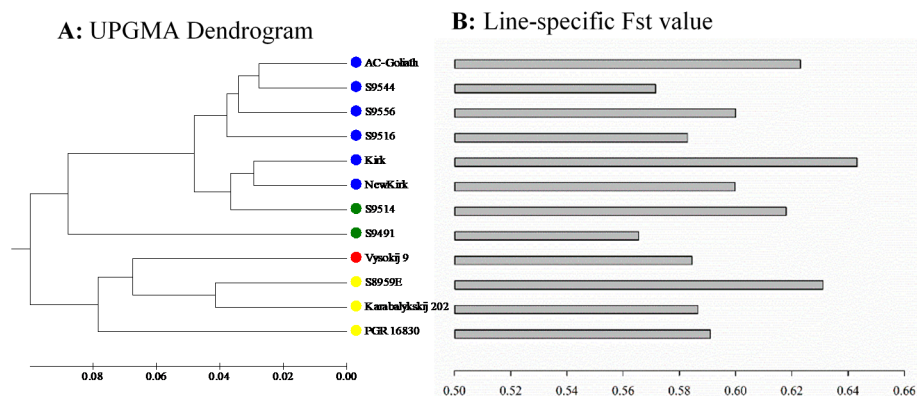 A: UPGMA Dendrogram
B: Line-specific Fst value
AC-Goliath
S9544
S9556
S9516
Kirk
NewKirk
S9514
S9491
Vysokij 9
S8959E
Karabalykskij 202
PGR 16830
0.08 0.06 0.04 0.02 0.00
0.50 0.52 0.54 0.56 0.58 0.60 0.62 0.64 0.66